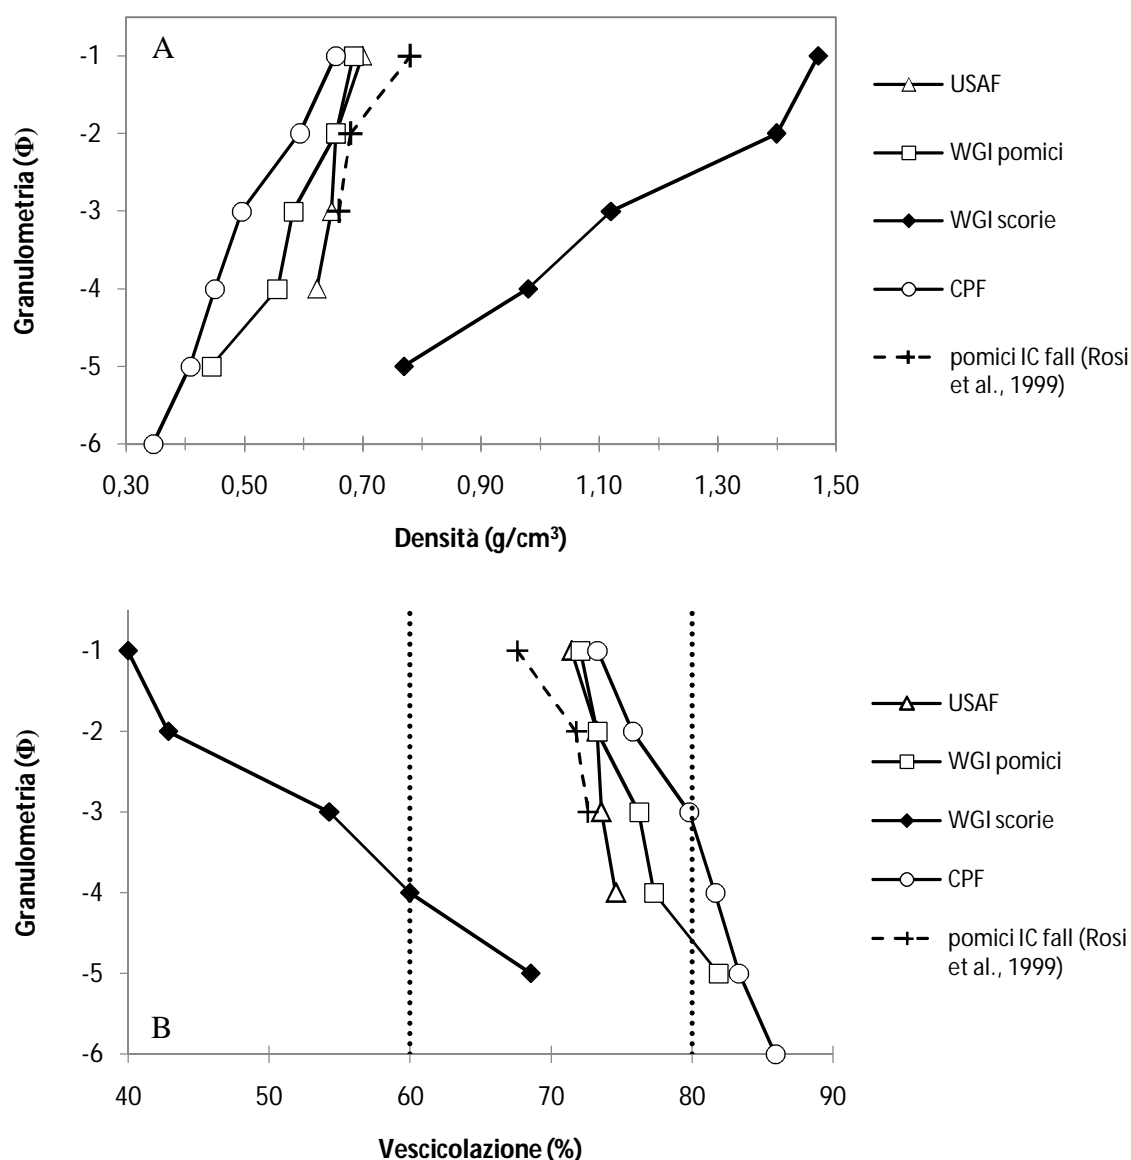 A
Granulometria (Φ)
-1
-2
-3
-4
-5
-6
0,30
0,50
0,70
0,90
1,10
1,30
1,50
Densità (g/cm³)
USAF
WGI pomici
WGI scorie
CPF
pomici IC fall (Rosi
et al., 1999)
B
Granulometria (Φ)
-1
-2
-3
-4
-5
-6
40
50
60
70
80
90
Vescicolazione (%)
USAF
WGI pomici
WGI scorie
CPF
pomici IC fall (Rosi
et al., 1999)